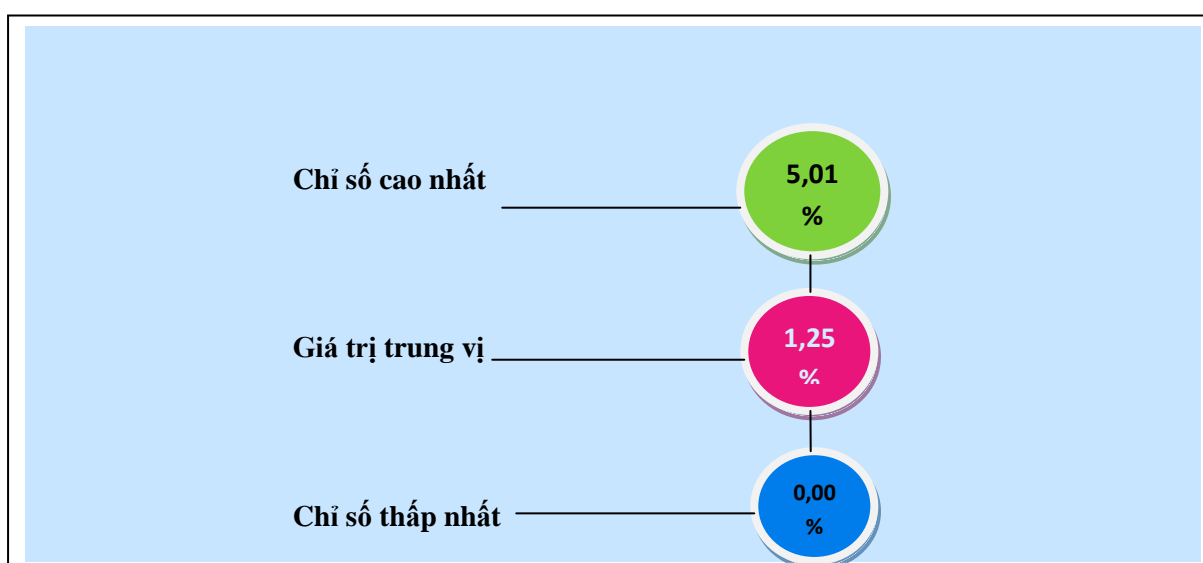 Chỉ số cao nhất
5,01
%
Giá trị trung vị
1,25
%
Chỉ số thấp nhất
0,00
%